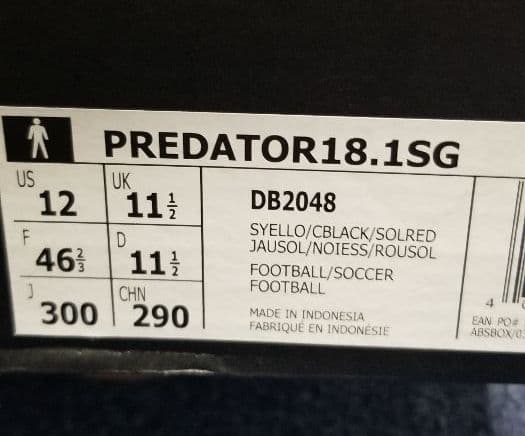 PREDATOR18.1SG
US 12 UK 11½
F 46⅔ D 11½
J 300 CHN 290
DB2048
SYELLO/CBLACK/SOLRED
JAUSOL/NOIESS/ROUSOL
FOOTBALL/SOCCER
FOOTBALL
MADE IN INDONESIA
FABRIQUÉ EN INDONÉSIE
4
EAN PO#